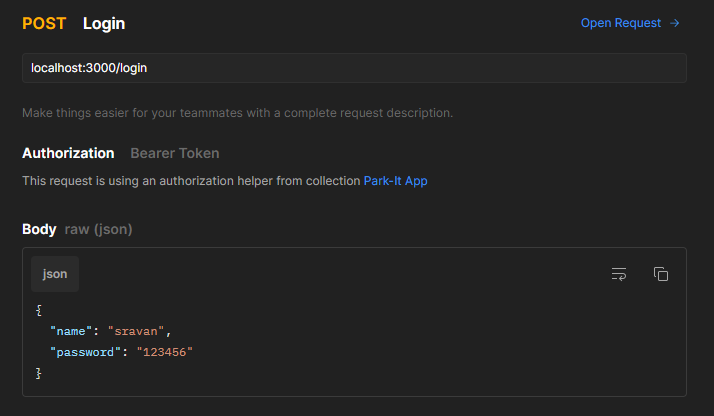 POST Login
Open Request →
localhost:3000/login
Make things easier for your teammates with a complete request description.
Authorization Bearer Token
This request is using an authorization helper from collection Park-It App
Body raw (json)
json
{
"name": "sravan",
"password": "123456"
}